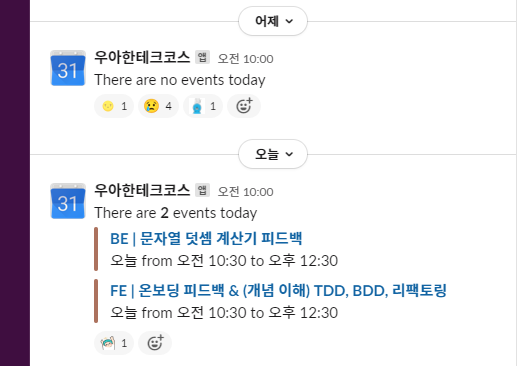 어제
31
우아한테크코스 앱 오전 10:00
There are no events today
1 4 1
오늘
31
우아한테크코스 앱 오전 10:00
There are 2 events today
BE | 문자열 덧셈 계산기 피드백
오늘 from 오전 10:30 to 오후 12:30
FE | 온보딩 피드백 & (개념 이해) TDD, BDD, 리팩토링
오늘 from 오전 10:30 to 오후 12:30
1